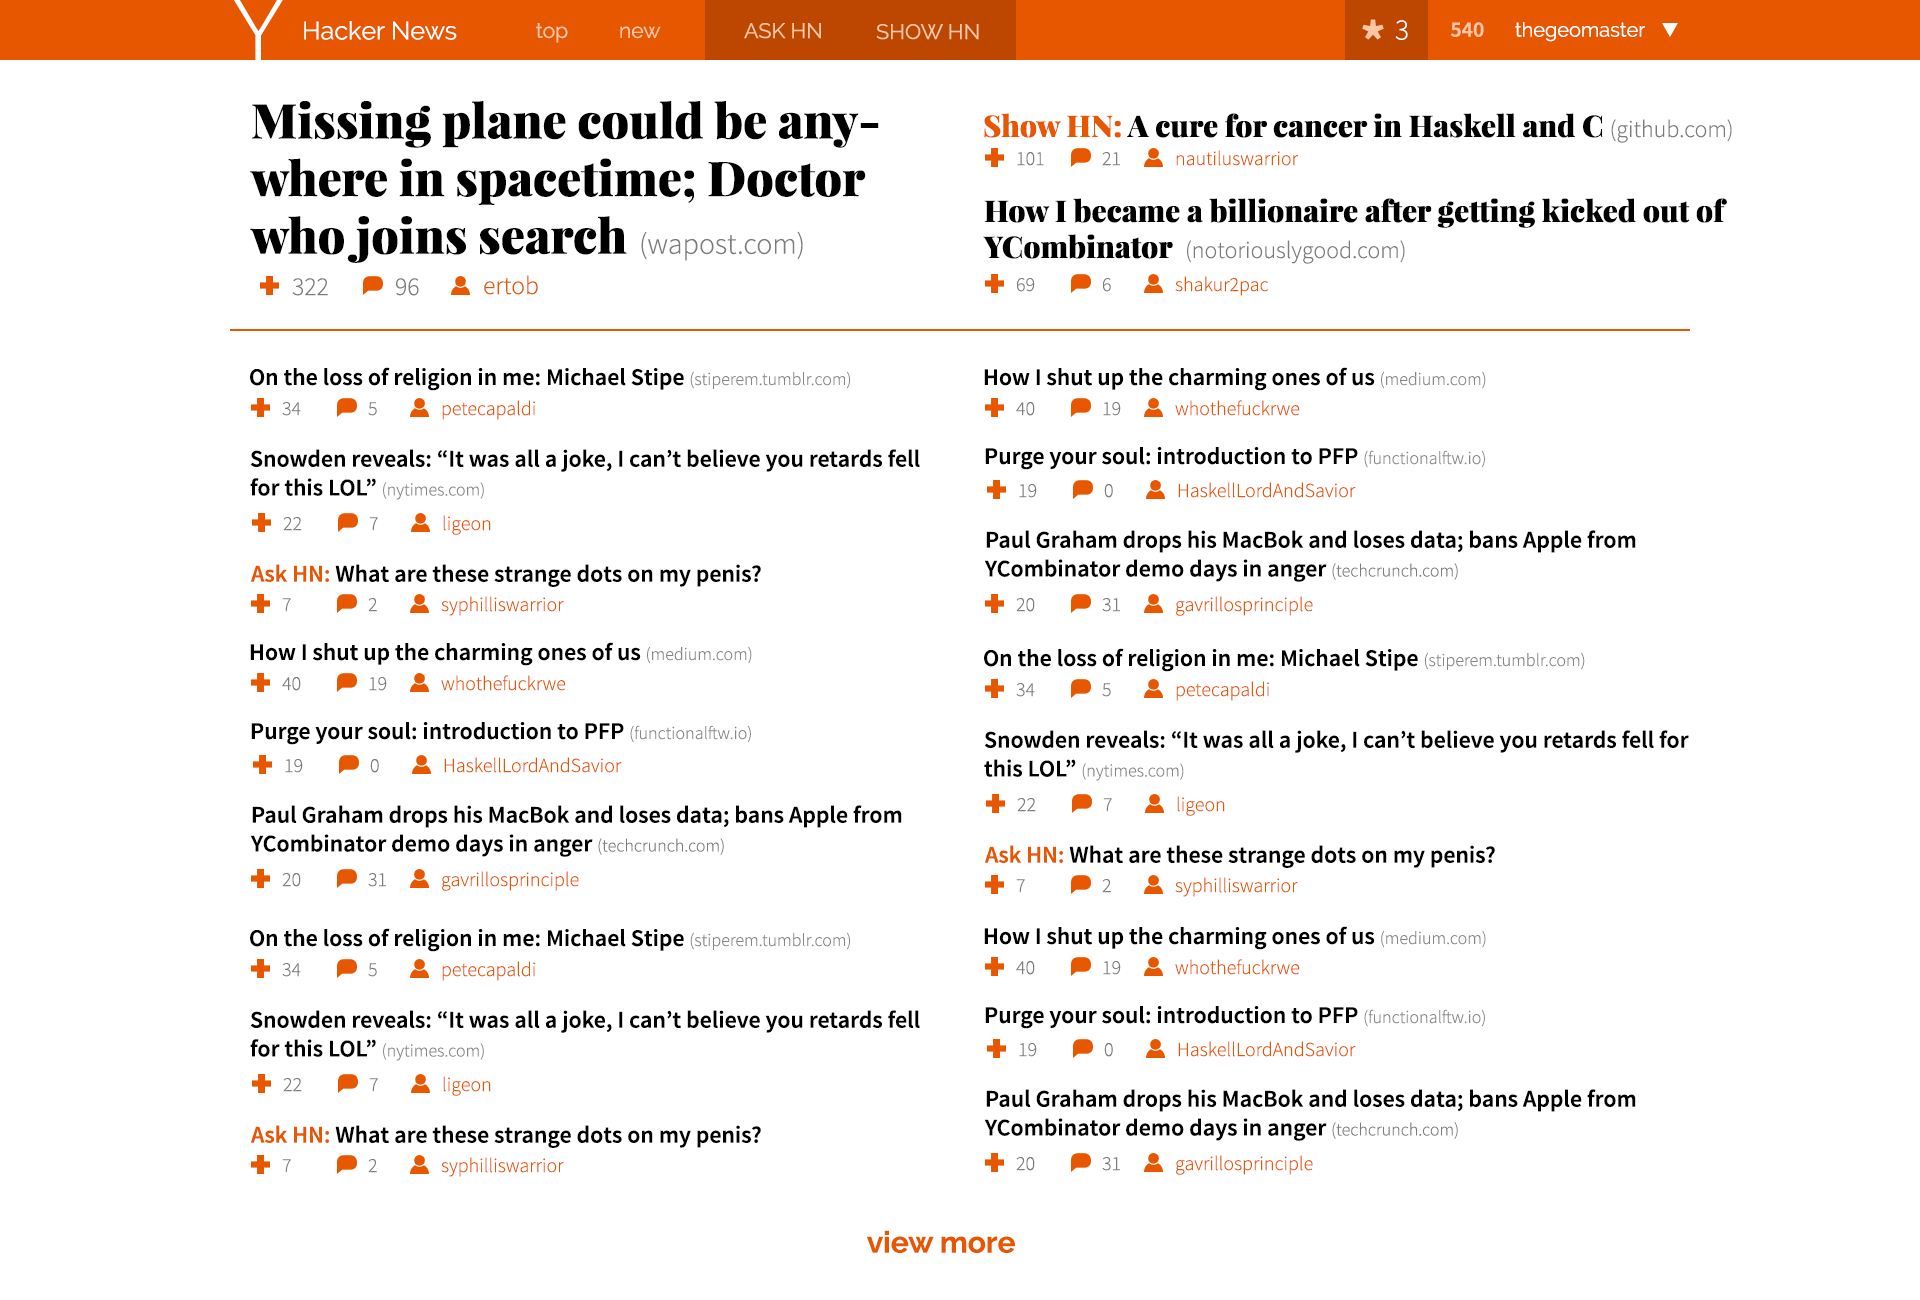 Hacker News top new ASK HN SHOW HN 3 540 thegeomaster
Missing plane could be any-
where in spacetime; Doctor
who joins search (wapost.com)
322 96 ertob
Show HN: A cure for cancer in Haskell and C (github.com)
101 21 nautiluswarrior
How I became a billionaire after getting kicked out of
YCombinator (notoriouslygood.com)
69 6 shakur2pac
On the loss of religion in me: Michael Stipe (stiperem.tumblr.com)
34 5 petecapaldi
Snowden reveals: “It was all a joke, I can’t believe you retards fell
for this LOL” (nytimes.com)
22 7 ligeon
Ask HN: What are these strange dots on my penis?
7 2 syphilliswarrior
How I shut up the charming ones of us (medium.com)
40 19 whothefuckrwe
Purge your soul: introduction to PFP (functionalftw.io)
19 0 HaskellLordAndSavior
Paul Graham drops his MacBok and loses data; bans Apple from
YCombinator demo days in anger (techcrunch.com)
20 31 gavrillosprinciple
On the loss of religion in me: Michael Stipe (stiperem.tumblr.com)
34 5 petecapaldi
Snowden reveals: “It was all a joke, I can’t believe you retards fell
for this LOL” (nytimes.com)
22 7 ligeon
Ask HN: What are these strange dots on my penis?
7 2 syphilliswarrior
How I shut up the charming ones of us (medium.com)
40 19 whothefuckrwe
Purge your soul: introduction to PFP (functionalftw.io)
19 0 HaskellLordAndSavior
Paul Graham drops his MacBok and loses data; bans Apple from
YCombinator demo days in anger (techcrunch.com)
20 31 gavrillosprinciple
On the loss of religion in me: Michael Stipe (stiperem.tumblr.com)
34 5 petecapaldi
Snowden reveals: “It was all a joke, I can’t believe you retards fell for
this LOL” (nytimes.com)
22 7 ligeon
Ask HN: What are these strange dots on my penis?
7 2 syphilliswarrior
How I shut up the charming ones of us (medium.com)
40 19 whothefuckrwe
Purge your soul: introduction to PFP (functionalftw.io)
19 0 HaskellLordAndSavior
Paul Graham drops his MacBok and loses data; bans Apple from
YCombinator demo days in anger (techcrunch.com)
20 31 gavrillosprinciple
view more